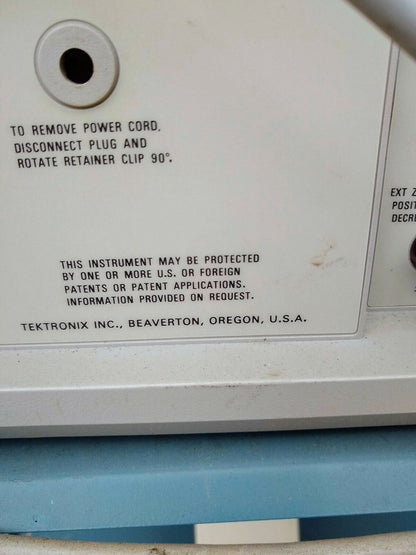 TO REMOVE POWER CORD,
DISCONNECT PLUG AND
ROTATE RETAINER CLIP 90°.
EXT
THIS INSTRUMENT MAY BE PROTECTED
BY ONE OR MORE U.S. OR FOREIGN
PATENTS OR PATENT APPLICATIONS.
INFORMATION PROVIDED ON REQUEST.
TEKTRONIX INC., BEAVERTON, OREGON, U.S.A.